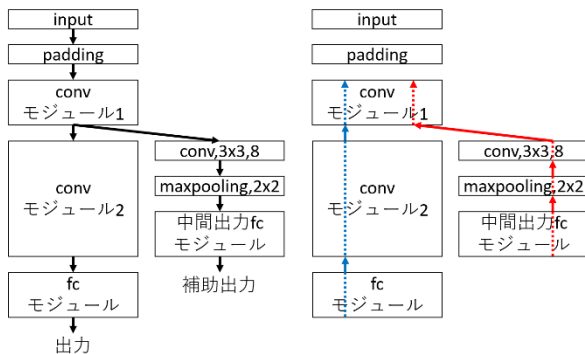 input
padding
conv
モジュール1
conv,3x3,8
maxpooling,2x2
conv
モジュール2
中間出力fc
モジュール
fc
モジュール
補助出力
出力
input
padding
conv
モジュール1
conv,3x3,8
maxpooling,2x2
conv
モジュール2
中間出力fc
モジュール
fc
モジュール